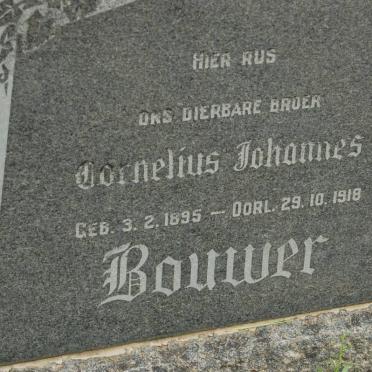 HIER RUS
ONS DIERBARE BROER
Cornelius Johannes
GEB. 3. 2. 1895 — OORL. 29. 10. 1918
Bouwer